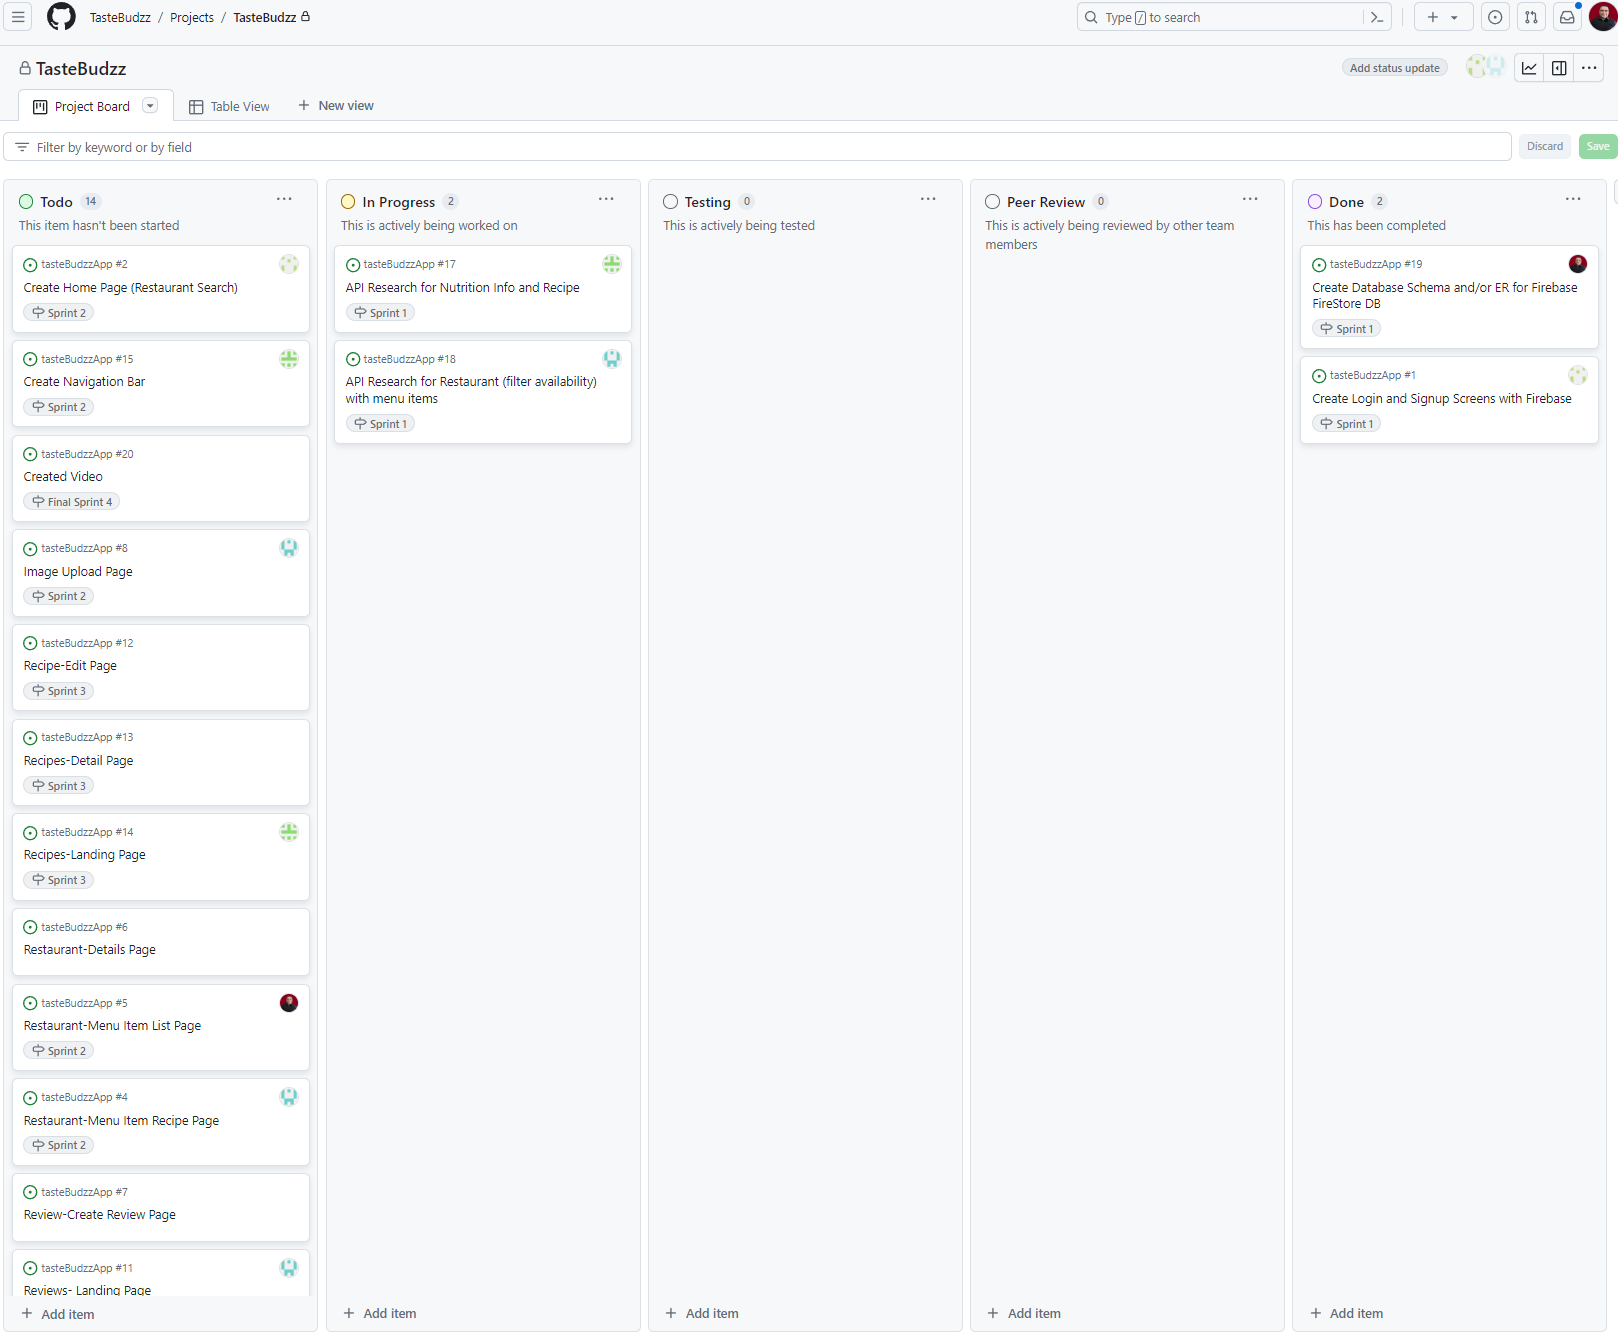 TasteBudzz / Projects / TasteBudzz
Type / to search
TasteBudzz
Add status update
Project Board
Table View
New view
Filter by keyword or by field
Discard
Save
Todo 14
This item hasn't been started
tasteBudzzApp #2
Create Home Page (Restaurant Search)
Sprint 2
tasteBudzzApp #15
Create Navigation Bar
Sprint 2
tasteBudzzApp #20
Created Video
Final Sprint 4
tasteBudzzApp #8
Image Upload Page
Sprint 2
tasteBudzzApp #12
Recipe-Edit Page
Sprint 3
tasteBudzzApp #13
Recipes-Detail Page
Sprint 3
tasteBudzzApp #14
Recipes-Landing Page
Sprint 3
tasteBudzzApp #6
Restaurant-Details Page
tasteBudzzApp #5
Restaurant-Menu Item List Page
Sprint 2
tasteBudzzApp #4
Restaurant-Menu Item Recipe Page
Sprint 2
tasteBudzzApp #7
Review-Create Review Page
tasteBudzzApp #11
Reviews- Landing Page
Add item
In Progress 2
This is actively being worked on
tasteBudzzApp #17
API Research for Nutrition Info and Recipe
Sprint 1
tasteBudzzApp #18
API Research for Restaurant (filter availability)
with menu items
Sprint 1
Add item
Testing 0
This is actively being tested
Add item
Peer Review 0
This is actively being reviewed by other team
members
Add item
Done 2
This has been completed
tasteBudzzApp #19
Create Database Schema and/or ER for Firebase
FireStore DB
Sprint 1
tasteBudzzApp #1
Create Login and Signup Screens with Firebase
Sprint 1
Add item